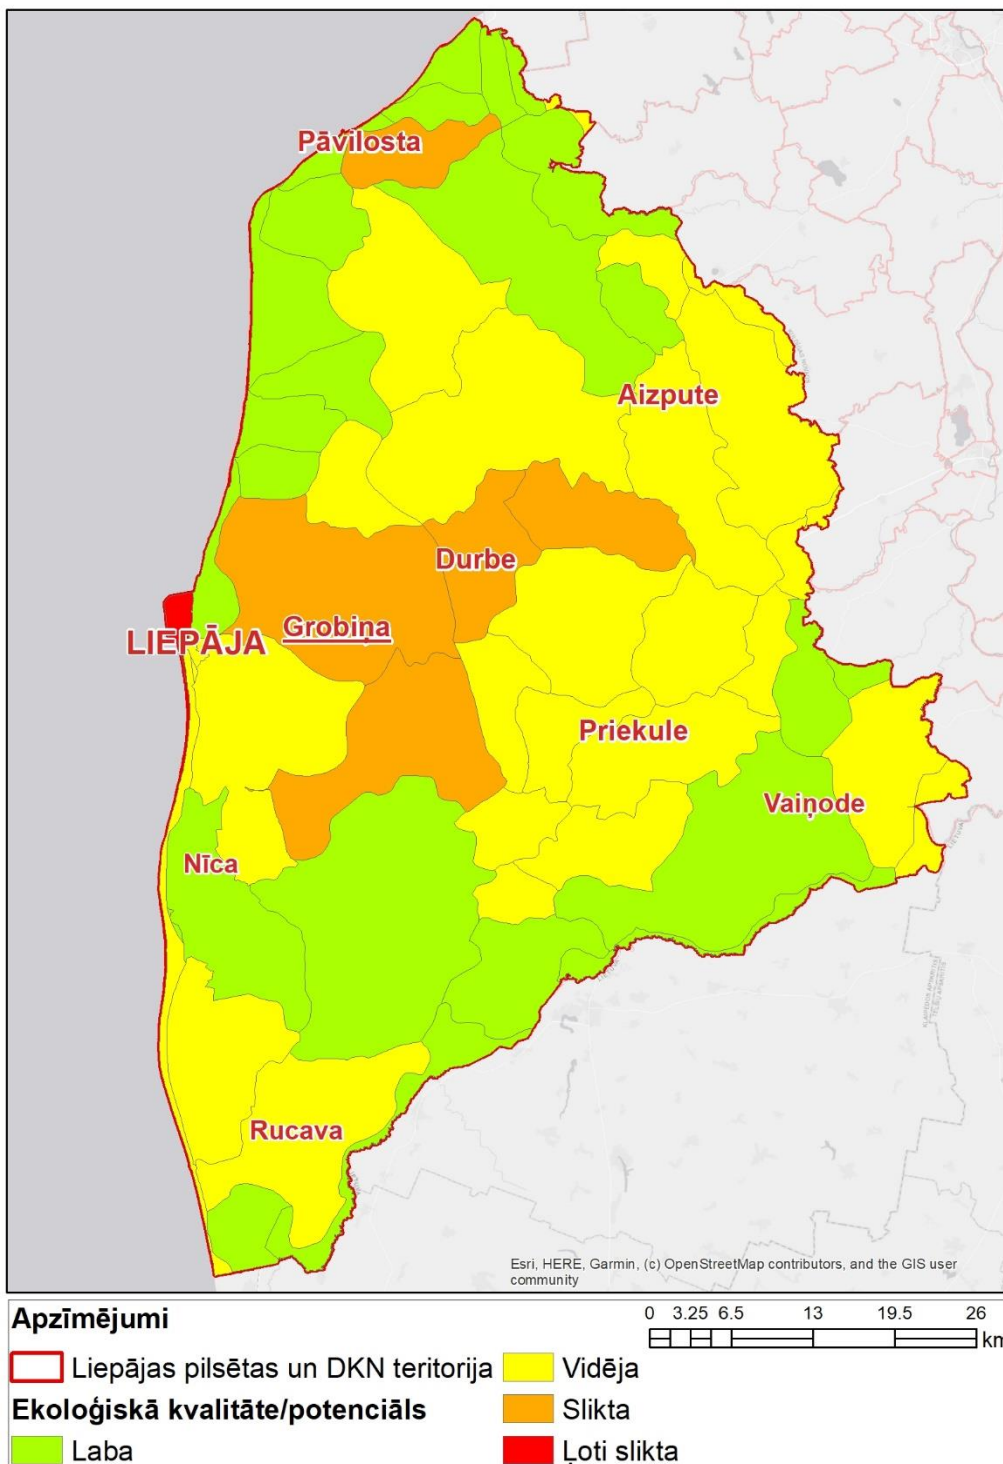 Pāvilosta
Aizpute
Durbe
Grobiņa
LIEPĀJA
Priekule
Vaiņode
Nīca
Rucava
Esri, HERE, Garmin, (c) OpenStreetMap contributors, and the GIS user
community
Apzīmējumi
0 3.25 6.5 13 19.5 26
km
Liepājas pilsētas un DKN teritorija
Vidēja
Ekoloģiskā kvalitāte/potenciāls
Slikta
Laba
Ļoti slikta